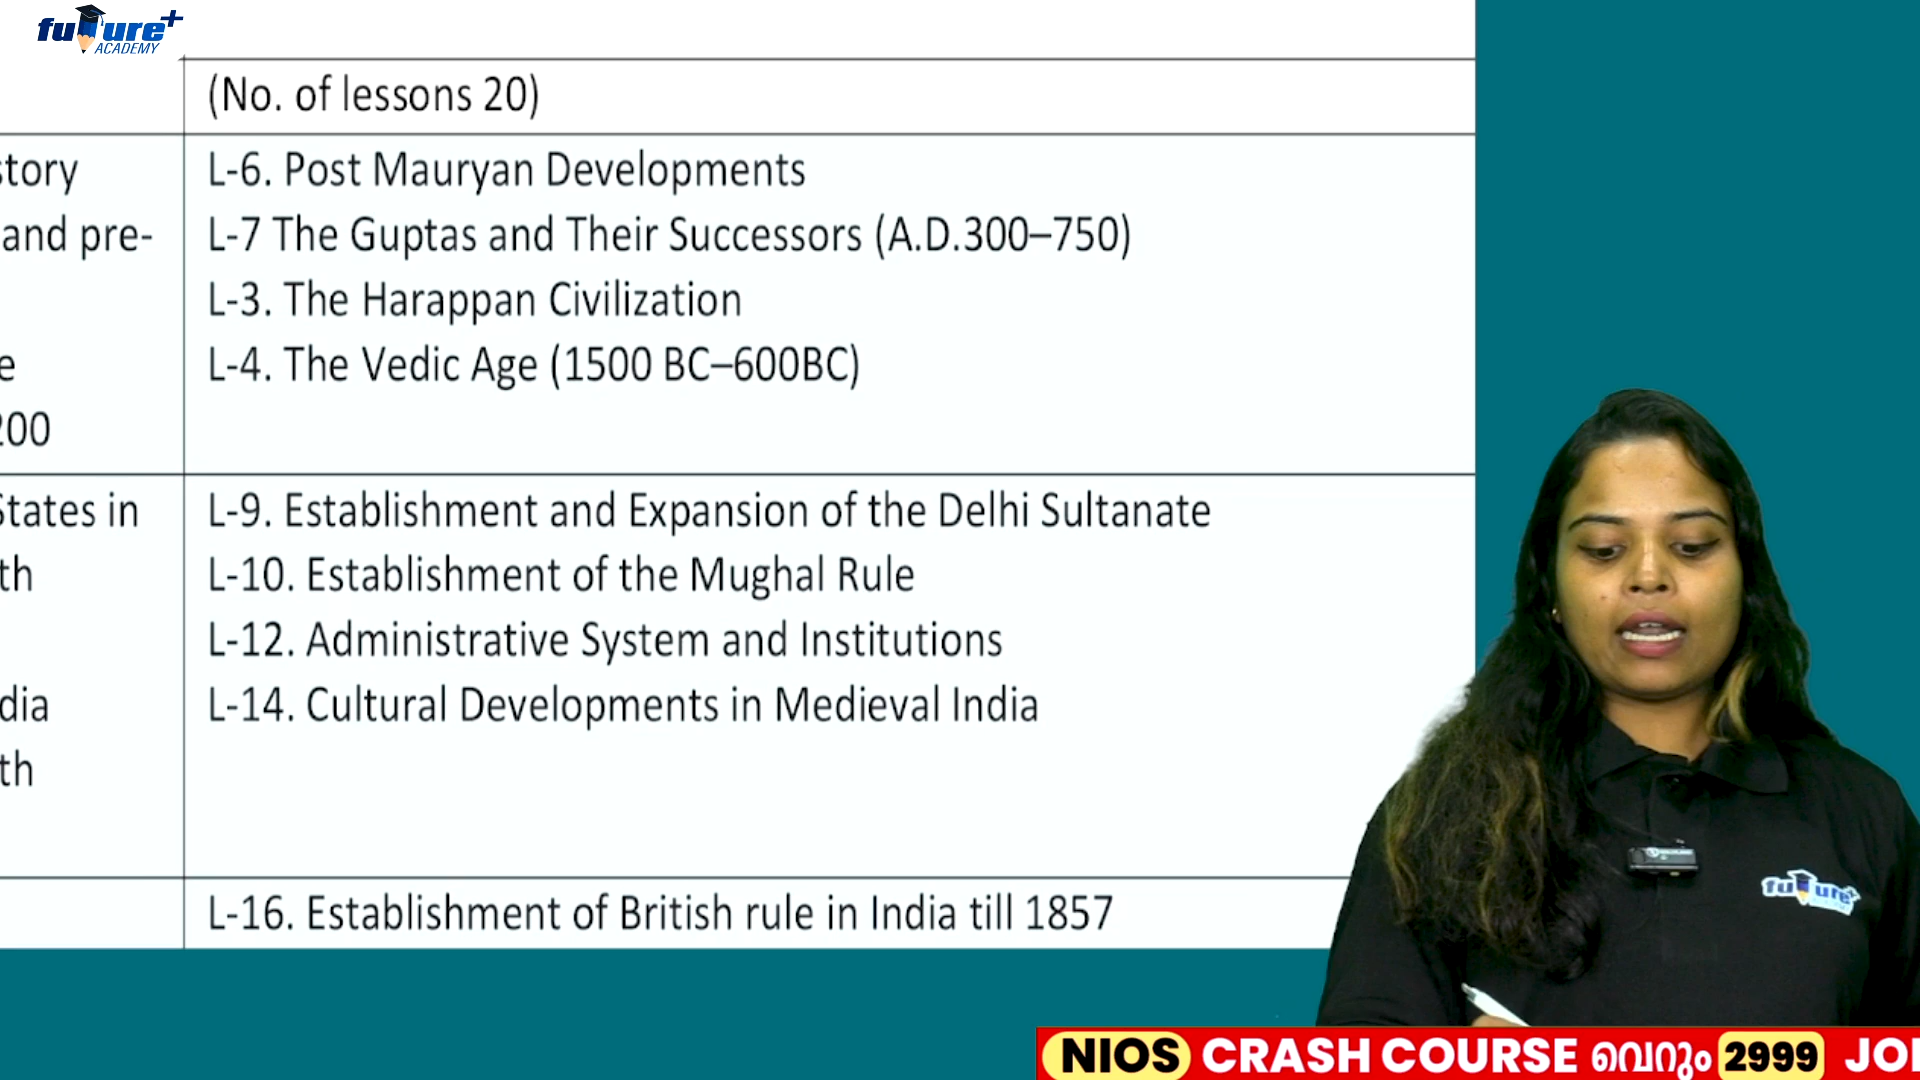 future+
ACADEMY
(No. of lessons 20)
story
and pre-
e
200
L-6. Post Mauryan Developments
L-7 The Guptas and Their Successors (A.D.300–750)
L-3. The Harappan Civilization
L-4. The Vedic Age (1500 BC–600BC)
States in
th
dia
th
L-9. Establishment and Expansion of the Delhi Sultanate
L-10. Establishment of the Mughal Rule
L-12. Administrative System and Institutions
L-14. Cultural Developments in Medieval India
L-16. Establishment of British rule in India till 1857
future+
NIOS CRASH COURSE വെറും 2999 JOI